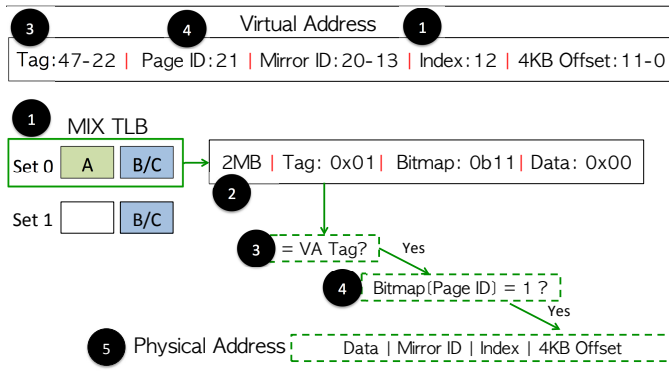 Virtual Address
3 4 1
Tag:47-22 | Page ID:21 | Mirror ID:20-13 | Index:12 | 4KB Offset:11-0
1
MIX TLB
Set 0 A B/C
2MB | Tag: 0x01| Bitmap: 0b11| Data: 0x00
2
Set 1 B/C
3 = VA Tag? Yes
4 Bitmap(Page ID) = 1 ?
Yes
5 Physical Address Data | Mirror ID | Index | 4KB Offset